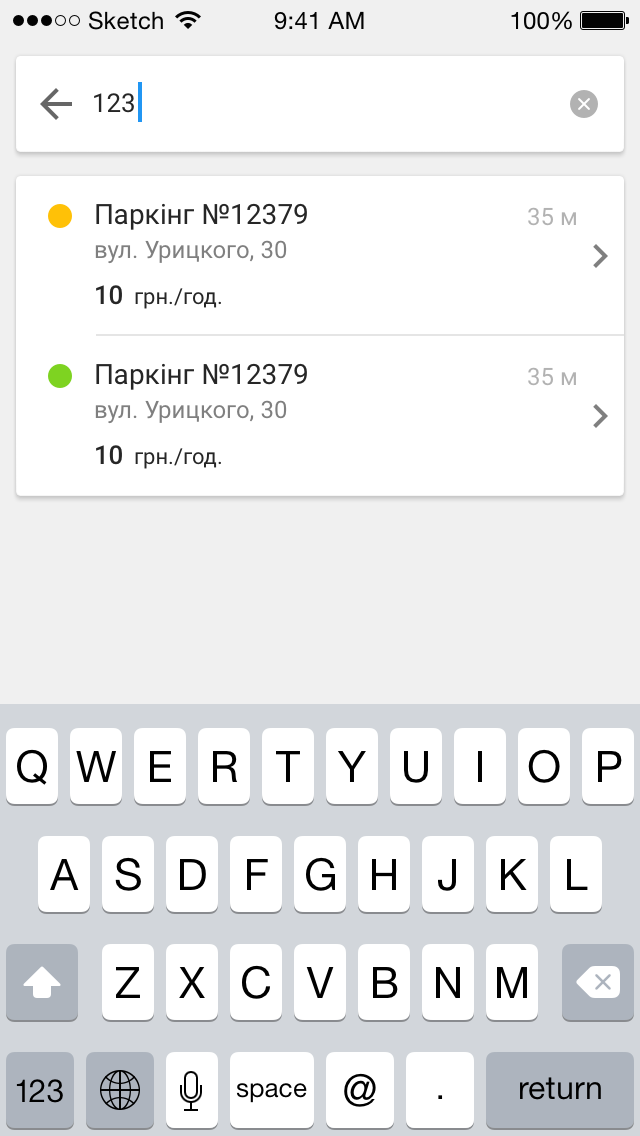 Sketch 9:41 AM 100%
123
Паркінг №12379 35 м
вул. Урицкого, 30
10 грн./год.
Паркінг №12379 35 м
вул. Урицкого, 30
10 грн./год.
Q W E R T Y U I O P
A S D F G H J K L
Z X C V B N M
123 space @ . return